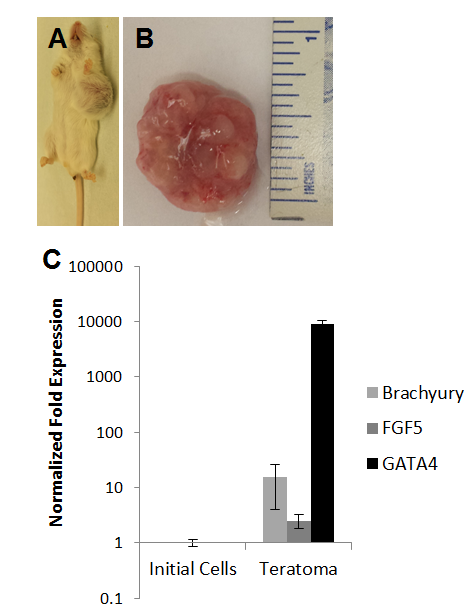 A B
1
INCHES
C
100000
10000
1000
100
10
1
0.1
Normalized Fold Expression
Initial Cells Teratoma
Brachyury
FGF5
GATA4